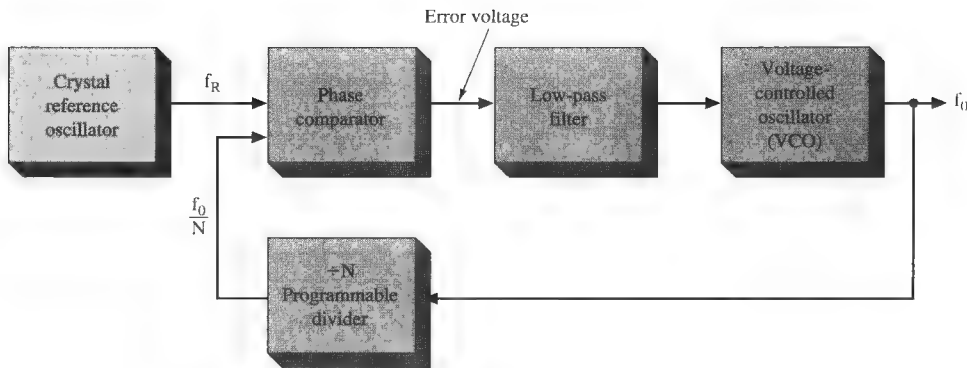 Error voltage
Crystal
reference
oscillator
f_R
Phase
comparator
Low-pass
filter
Voltage-
controlled
oscillator
(VCO)
f_0
f_0
N
÷N
Programmable
divider